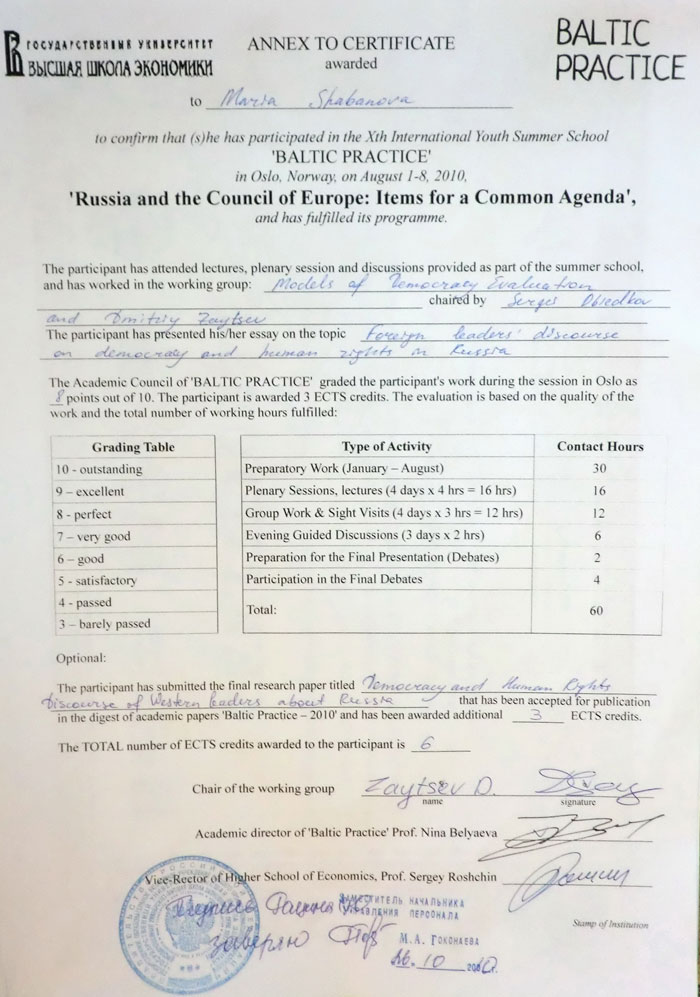 ГОСУДАРСТВЕННЫЙ УНИВЕРСИТЕТ
ВЫСШАЯ ШКОЛА ЭКОНОМИКИ
ANNEX TO CERTIFICATE
awarded
BALTIC
PRACTICE
to Maria Shabanova
to confirm that (s)he has participated in the Xth International Youth Summer School
'BALTIC PRACTICE'
in Oslo, Norway, on August 1-8, 2010,
'Russia and the Council of Europe: Items for a Common Agenda',
and has fulfilled its programme.
The participant has attended lectures, plenary session and discussions provided as part of the summer school,
and has worked in the working group: Models of Democracy Evaluation
chaired by Serges Obiedkov
and Dmitriy Zaytsev
The participant has presented his/her essay on the topic Foreign leaders' discourse
on democracy and human rights in Russia
The Academic Council of 'BALTIC PRACTICE' graded the participant's work during the session in Oslo as
8 points out of 10. The participant is awarded 3 ECTS credits. The evaluation is based on the quality of the
work and the total number of working hours fulfilled:
Grading Table
10 - outstanding
9 – excellent
8 - perfect
7 – very good
6 – good
5 - satisfactory
4 - passed
3 – barely passed
Type of Activity Contact Hours
Preparatory Work (January – August) 30
Plenary Sessions, lectures (4 days x 4 hrs = 16 hrs) 16
Group Work & Sight Visits (4 days x 3 hrs = 12 hrs) 12
Evening Guided Discussions (3 days x 2 hrs) 6
Preparation for the Final Presentation (Debates) 2
Participation in the Final Debates 4
Total: 60
Optional:
The participant has submitted the final research paper titled Democracy and Human Rights
Discourse of Western leaders about Russia that has been accepted for publication
in the digest of academic papers 'Baltic Practice – 2010' and has been awarded additional 3 ECTS credits.
The TOTAL number of ECTS credits awarded to the participant is 6
Chair of the working group Zaytsev D.
name signature
Academic director of 'Baltic Practice' Prof. Nina Belyaeva
Vice-Rector of Higher School of Economics, Prof. Sergey Roshchin
Stamp of Institution
Подпись
заверяю
ЗАМЕСТИТЕЛЬ НАЧАЛЬНИКА
УПРАВЛЕНИЯ ПЕРСОНАЛА
М.А. ГОКОНАЕВА
26.10 2010.